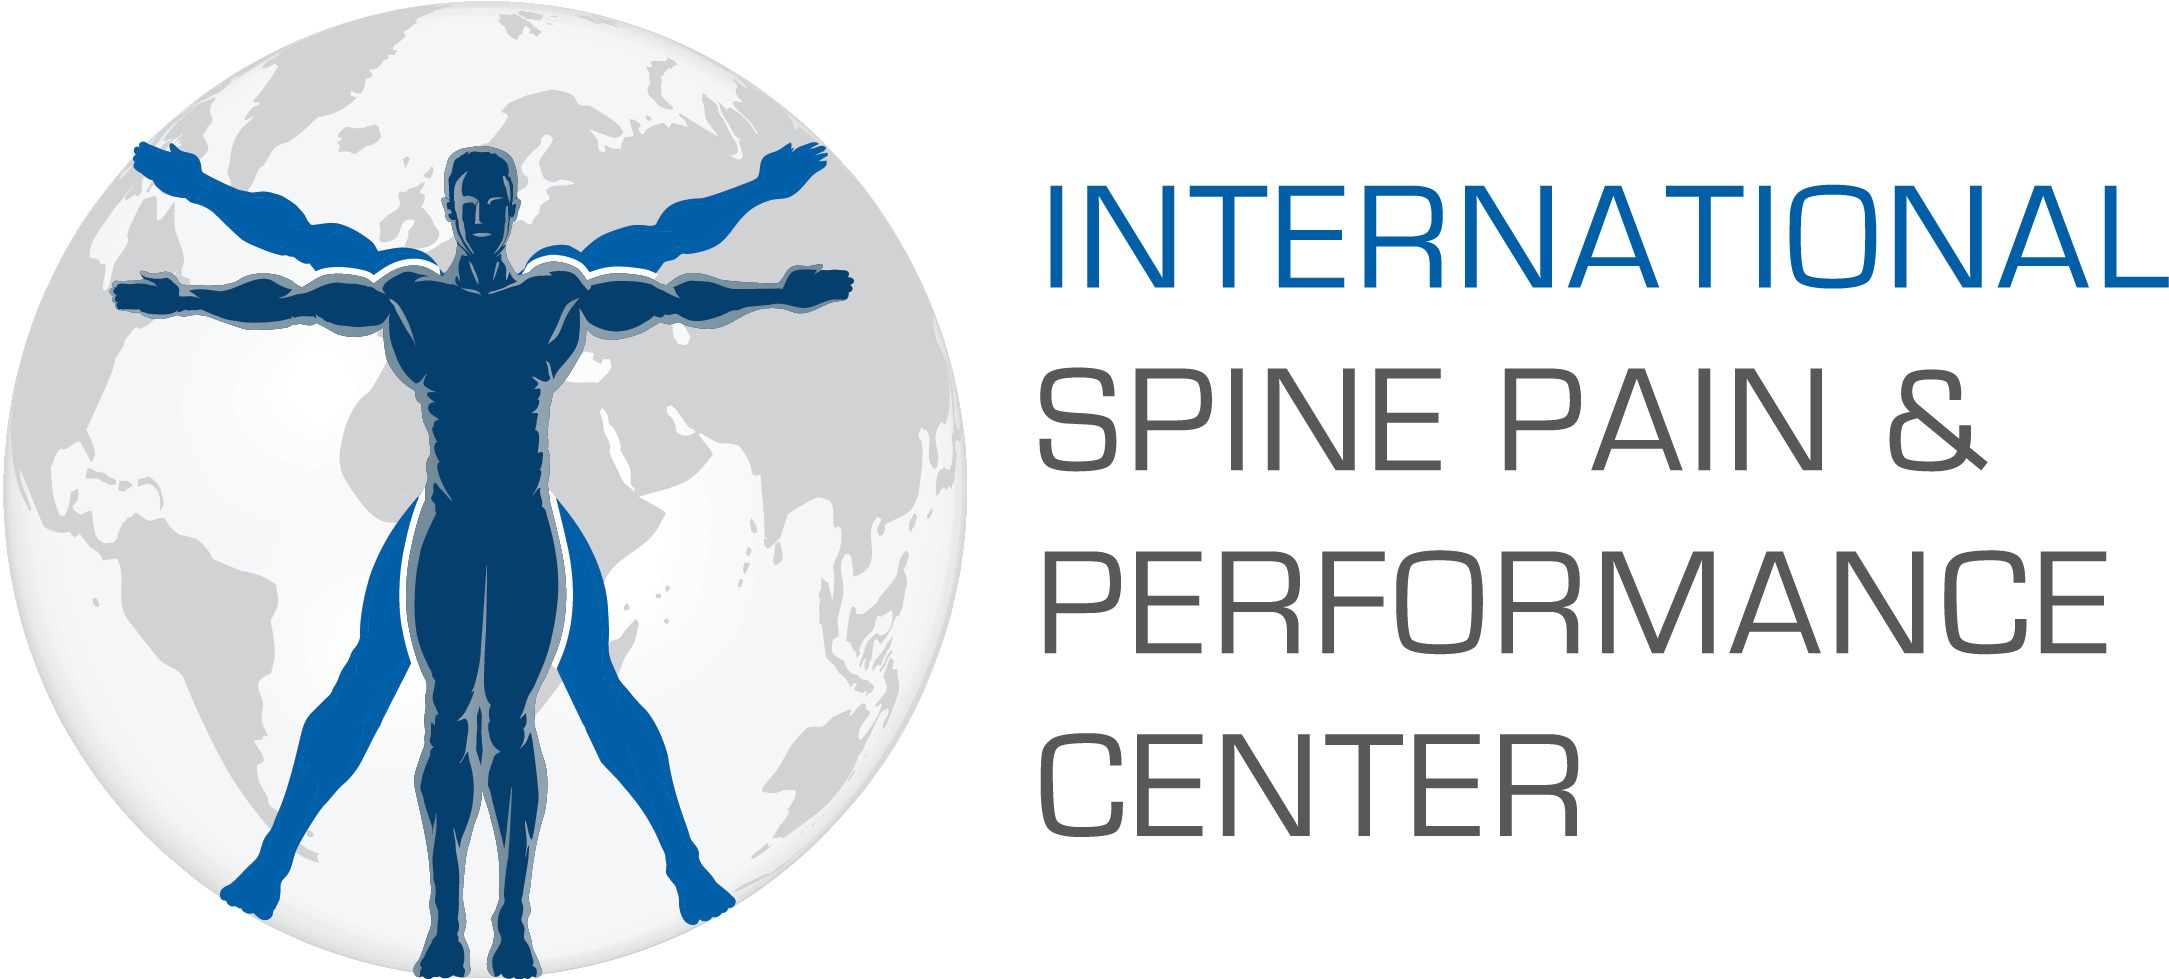 INTERNATIONAL
SPINE PAIN &
PERFORMANCE
CENTER